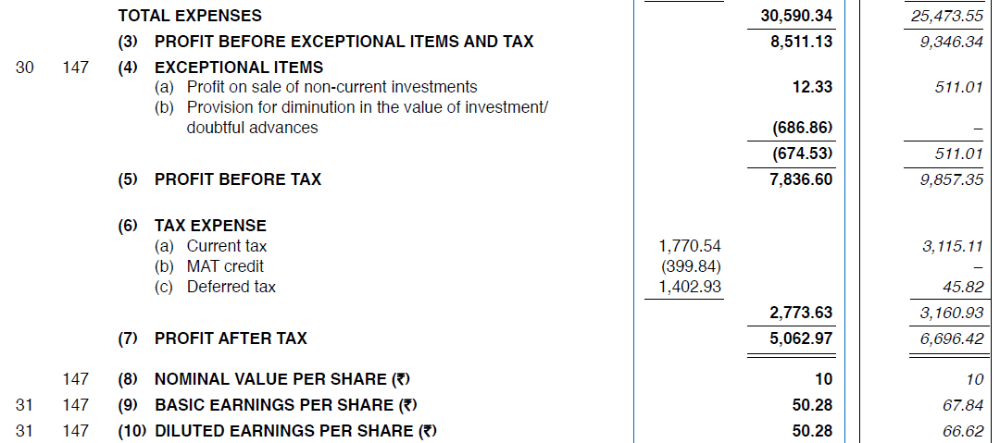 TOTAL EXPENSES 30,590.34 25,473.55
(3) PROFIT BEFORE EXCEPTIONAL ITEMS AND TAX 8,511.13 9,346.34
30 147 (4) EXCEPTIONAL ITEMS
(a) Profit on sale of non-current investments 12.33 511.01
(b) Provision for diminution in the value of investment/
doubtful advances (686.86) –
(674.53) 511.01
(5) PROFIT BEFORE TAX 7,836.60 9,857.35
(6) TAX EXPENSE
(a) Current tax 1,770.54 3,115.11
(b) MAT credit (399.84) –
(c) Deferred tax 1,402.93 45.82
2,773.63 3,160.93
(7) PROFIT AFTER TAX 5,062.97 6,696.42
147 (8) NOMINAL VALUE PER SHARE (₹) 10 10
31 147 (9) BASIC EARNINGS PER SHARE (₹) 50.28 67.84
31 147 (10) DILUTED EARNINGS PER SHARE (₹) 50.28 66.62